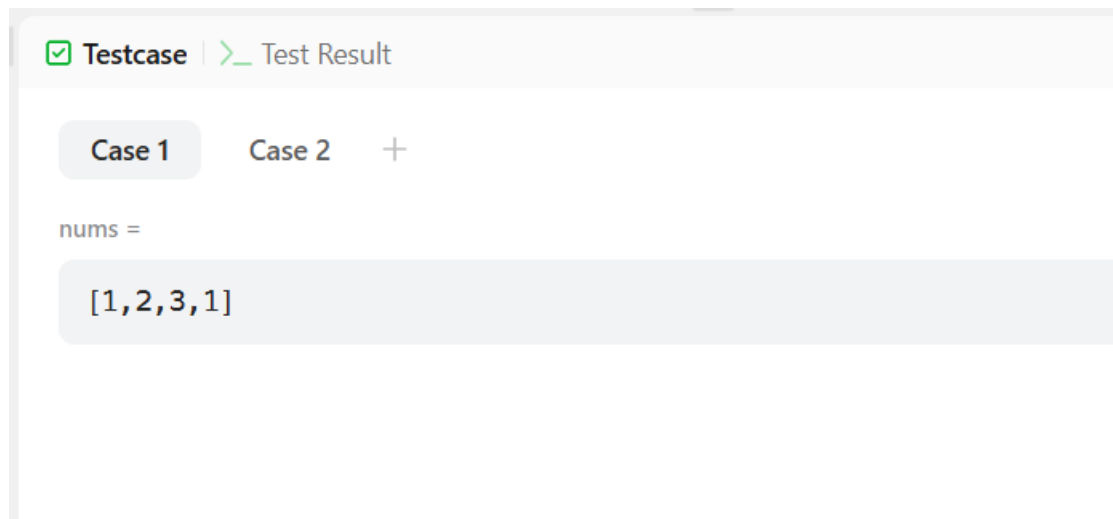 Testcase Test Result
Case 1 Case 2 +
nums =
[1,2,3,1]